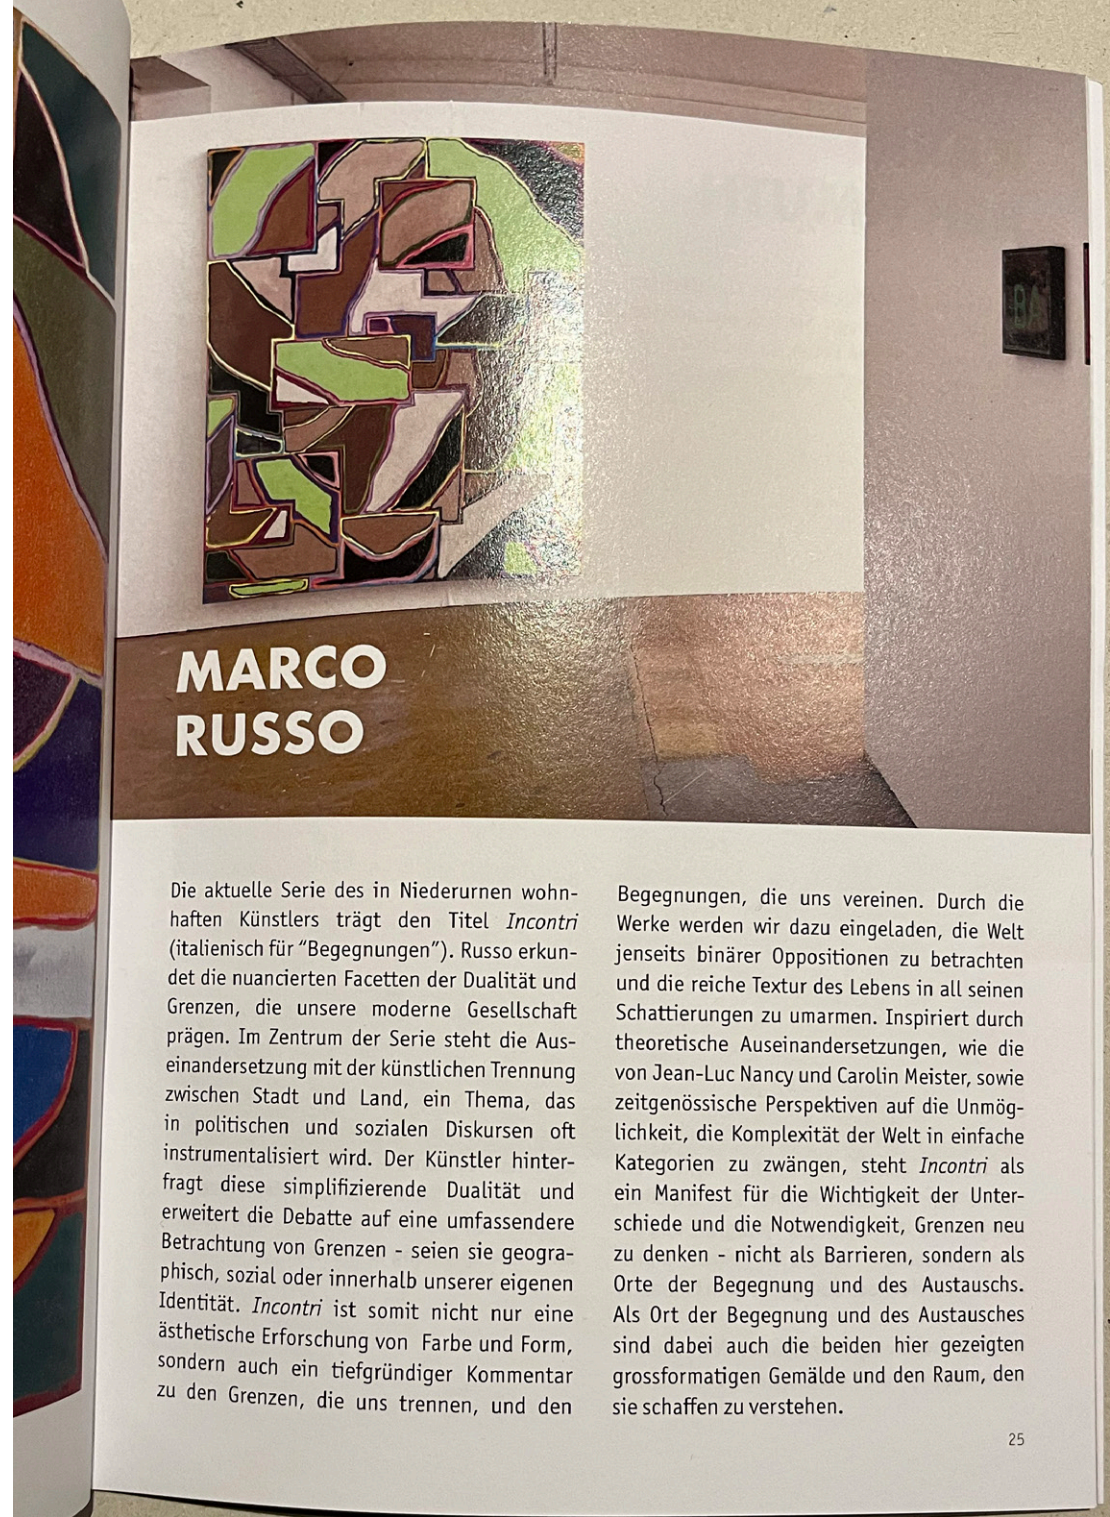 MARCO
RUSSO
Die aktuelle Serie des in Niederurnen wohn-
haften Künstlers trägt den Titel Incontri
(italienisch für “Begegnungen”). Russo erkun-
det die nuancierten Facetten der Dualität und
Grenzen, die unsere moderne Gesellschaft
prägen. Im Zentrum der Serie steht die Aus-
einandersetzung mit der künstlichen Trennung
zwischen Stadt und Land, ein Thema, das
in politischen und sozialen Diskursen oft
instrumentalisiert wird. Der Künstler hinter-
fragt diese simplifizierende Dualität und
erweitert die Debatte auf eine umfassendere
Betrachtung von Grenzen - seien sie geogra-
phisch, sozial oder innerhalb unserer eigenen
Identität. Incontri ist somit nicht nur eine
ästhetische Erforschung von Farbe und Form,
sondern auch ein tiefgründiger Kommentar
zu den Grenzen, die uns trennen, und den
Begegnungen, die uns vereinen. Durch die
Werke werden wir dazu eingeladen, die Welt
jenseits binärer Oppositionen zu betrachten
und die reiche Textur des Lebens in all seinen
Schattierungen zu umarmen. Inspiriert durch
theoretische Auseinandersetzungen, wie die
von Jean-Luc Nancy und Carolin Meister, sowie
zeitgenössische Perspektiven auf die Unmög-
lichkeit, die Komplexität der Welt in einfache
Kategorien zu zwängen, steht Incontri als
ein Manifest für die Wichtigkeit der Unter-
schiede und die Notwendigkeit, Grenzen neu
zu denken - nicht als Barrieren, sondern als
Orte der Begegnung und des Austauschs.
Als Ort der Begegnung und des Austausches
sind dabei auch die beiden hier gezeigten
grossformatigen Gemälde und den Raum, den
sie schaffen zu verstehen.
25